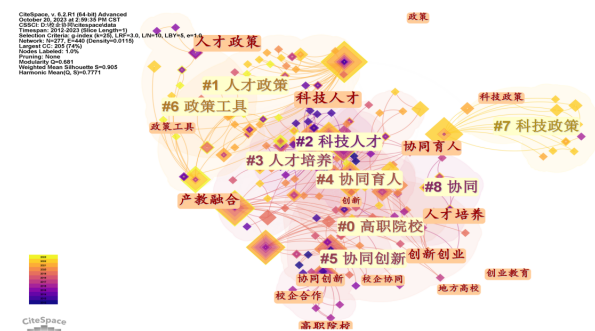 CiteSpace, v. 6.2.R1 (64-bit) Advanced
October 20, 2023 at 2:59:35 PM CST
CSSCI: D:\校企协同\citespace\data
Timespan: 2012-2023 (Slice Length=1)
Selection Criteria: g-index (k=25), LRF=3.0, L/N=10, LBY=5, e=1.0
Network: N=277, E=440 (Density=0.0115)
Largest CC: 205 (74%)
Nodes Labeled: 1.0%
Pruning: None
Modularity Q=0.681
Weighted Mean Silhouette S=0.905
Harmonic Mean(Q, S)=0.7771
政策
人才政策
#1 人才政策
科技人才
科技政策
#6 政策工具
政策工具
#7 科技政策
#2 科技人才
协同育人
#3 人才培养
#4 协同育人
#8 协同
产教融合
创新
人才培养
#0 高职院校
#5 协同创新
创新创业
协同创新
校企协同
创业教育
地方高校
校企合作
高职院校
CiteSpace